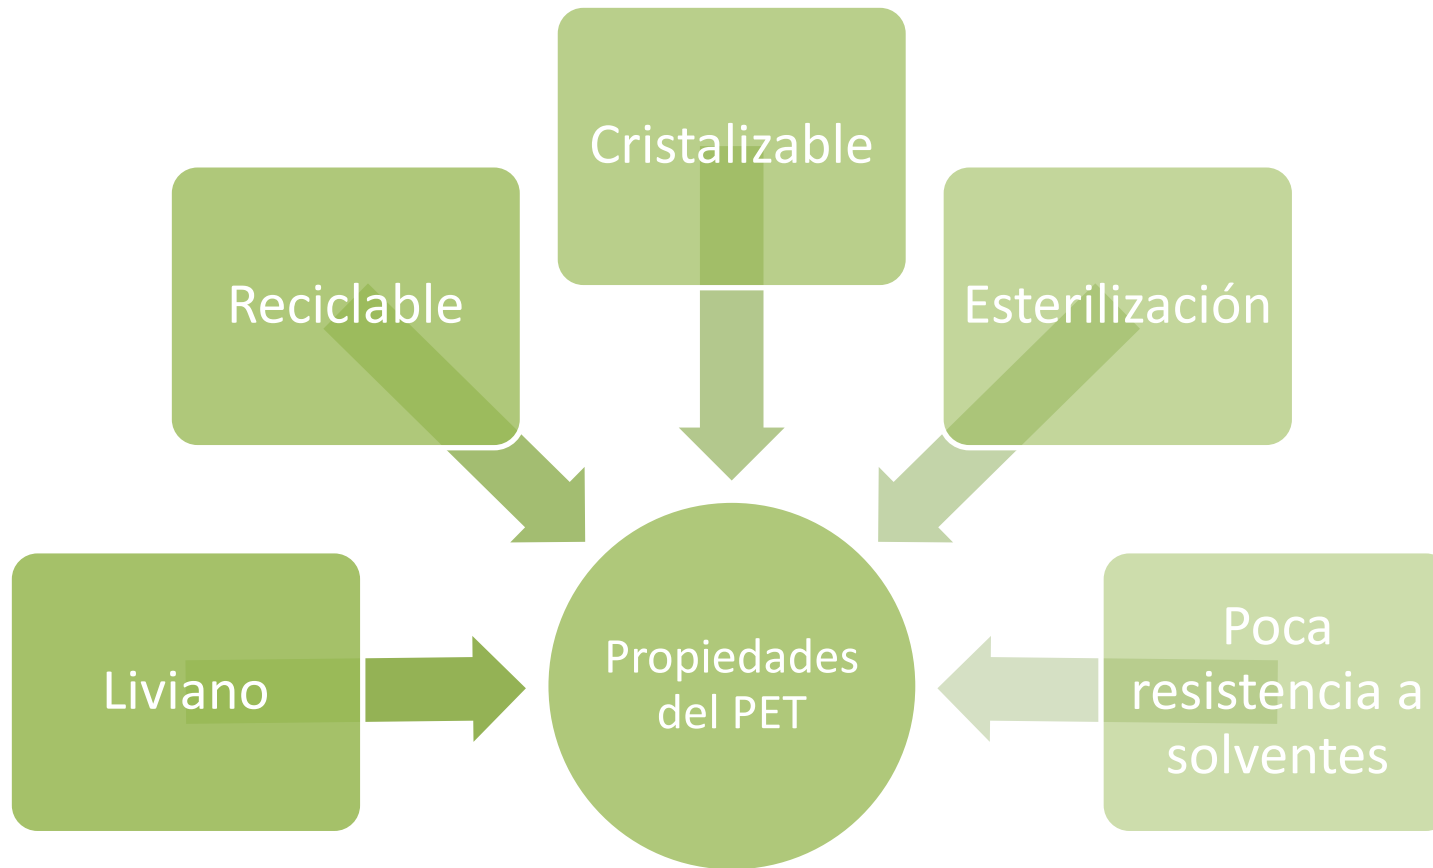 Cristalizable
Reciclable
Esterilización
Liviano
Propiedades
del PET
Poca
resistencia a
solventes